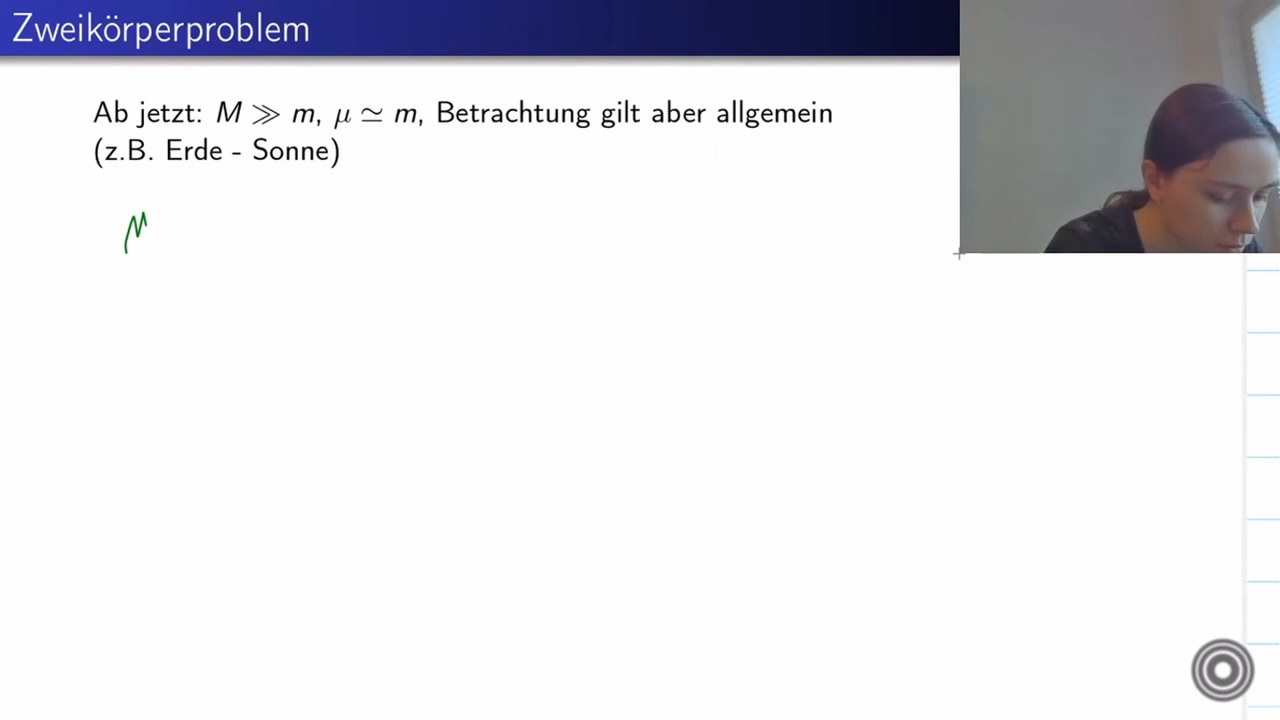 Zweikörperproblem
Ab jetzt: M ≫ m, μ ≃ m, Betrachtung gilt aber allgemein
(z.B. Erde - Sonne)